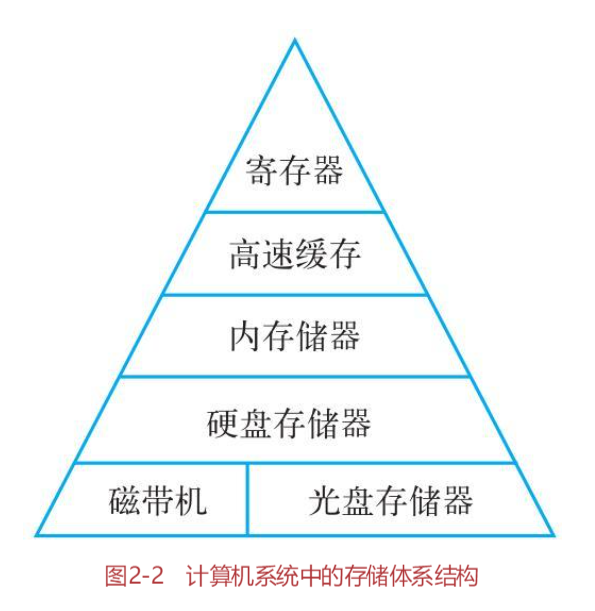 寄存器
高速缓存
内存储器
硬盘存储器
磁带机 光盘存储器
图2-2 计算机系统中的存储体系结构